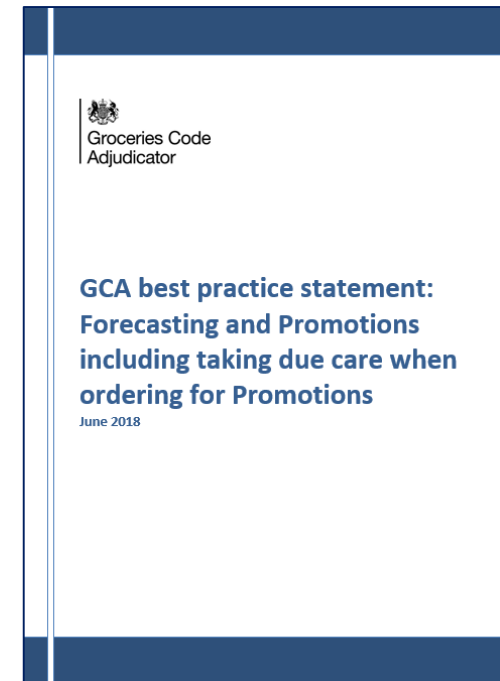 Groceries Code
Adjudicator
GCA best practice statement:
Forecasting and Promotions
including taking due care when
ordering for Promotions
June 2018